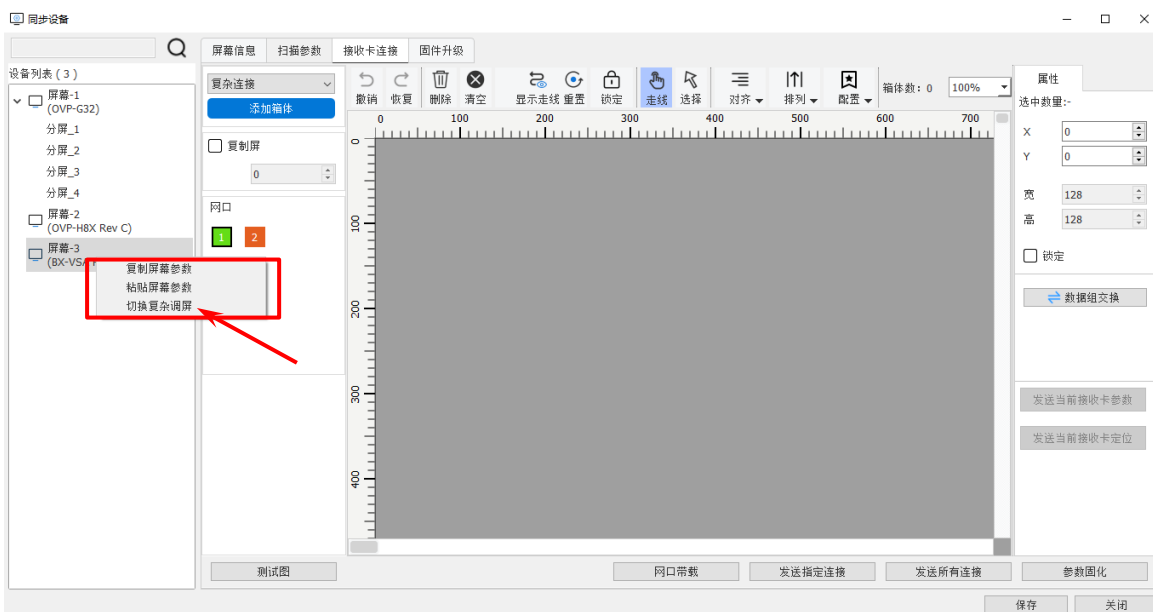 同步设备
设备列表 ( 3 )
屏幕-1
(OVP-G32)
分屏_1
分屏_2
分屏_3
分屏_4
屏幕-2
(OVP-H8X Rev C)
屏幕-3
(BX-VSA
复制屏幕参数
粘贴屏幕参数
切换复杂调屏
屏幕信息 扫描参数 接收卡连接 固件升级
复杂连接
添加箱体
复制屏
0
网口
1 2
撤销 恢复 删除 清空 显示走线 重置 锁定 走线 选择 对齐 排列 配置 箱体数: 0 100%
0 100 200 300 400 500 600 700
0
100
200
300
400
属性
选中数量:-
X 0
Y 0
宽 128
高 128
锁定
数据组交换
发送当前接收卡参数
发送当前接收卡定位
测试图 网口带载 发送指定连接 发送所有连接 参数固化
保存 关闭